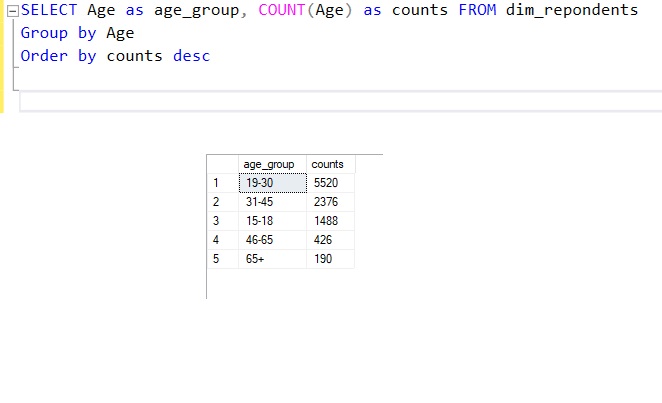 SELECT Age as age_group, COUNT(Age) as counts FROM dim_repondents
Group by Age
Order by counts desc
age_group counts
1 19-30 5520
2 31-45 2376
3 15-18 1488
4 46-65 426
5 65+ 190